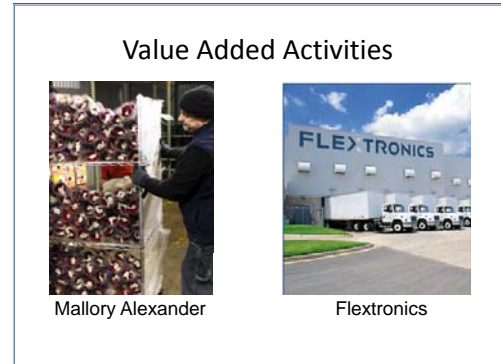 Value Added Activities
FLEXTRONICS
Mallory Alexander
Flextronics